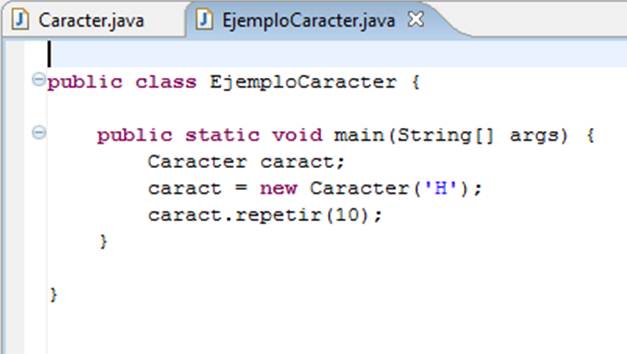 Caracter.java EjemploCaracter.java
public class EjemploCaracter {
public static void main(String[] args) {
Caracter caract;
caract = new Caracter('H');
caract.repetir(10);
}
}